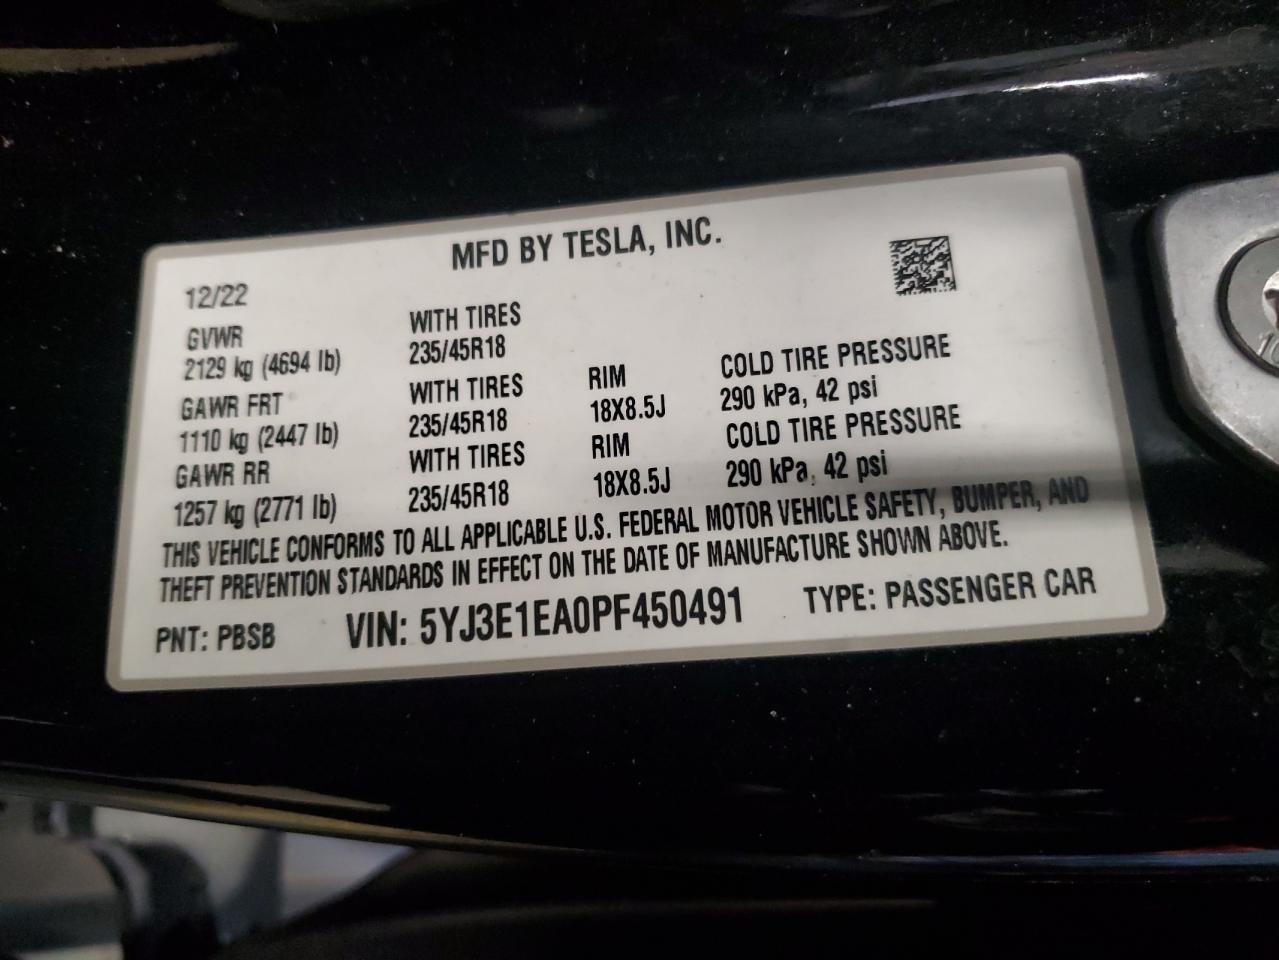 MFD BY TESLA, INC.
12/22
GVWR WITH TIRES
2129 kg (4694 lb) 235/45R18
GAWR FRT WITH TIRES RIM COLD TIRE PRESSURE
1110 kg (2447 lb) 235/45R18 18X8.5J 290 kPa, 42 psi
GAWR RR WITH TIRES RIM COLD TIRE PRESSURE
1257 kg (2771 lb) 235/45R18 18X8.5J 290 kPa, 42 psi
THIS VEHICLE CONFORMS TO ALL APPLICABLE U.S. FEDERAL MOTOR VEHICLE SAFETY, BUMPER, AND
THEFT PREVENTION STANDARDS IN EFFECT ON THE DATE OF MANUFACTURE SHOWN ABOVE.
PNT: PBSB VIN: 5YJ3E1EA0PF450491 TYPE: PASSENGER CAR